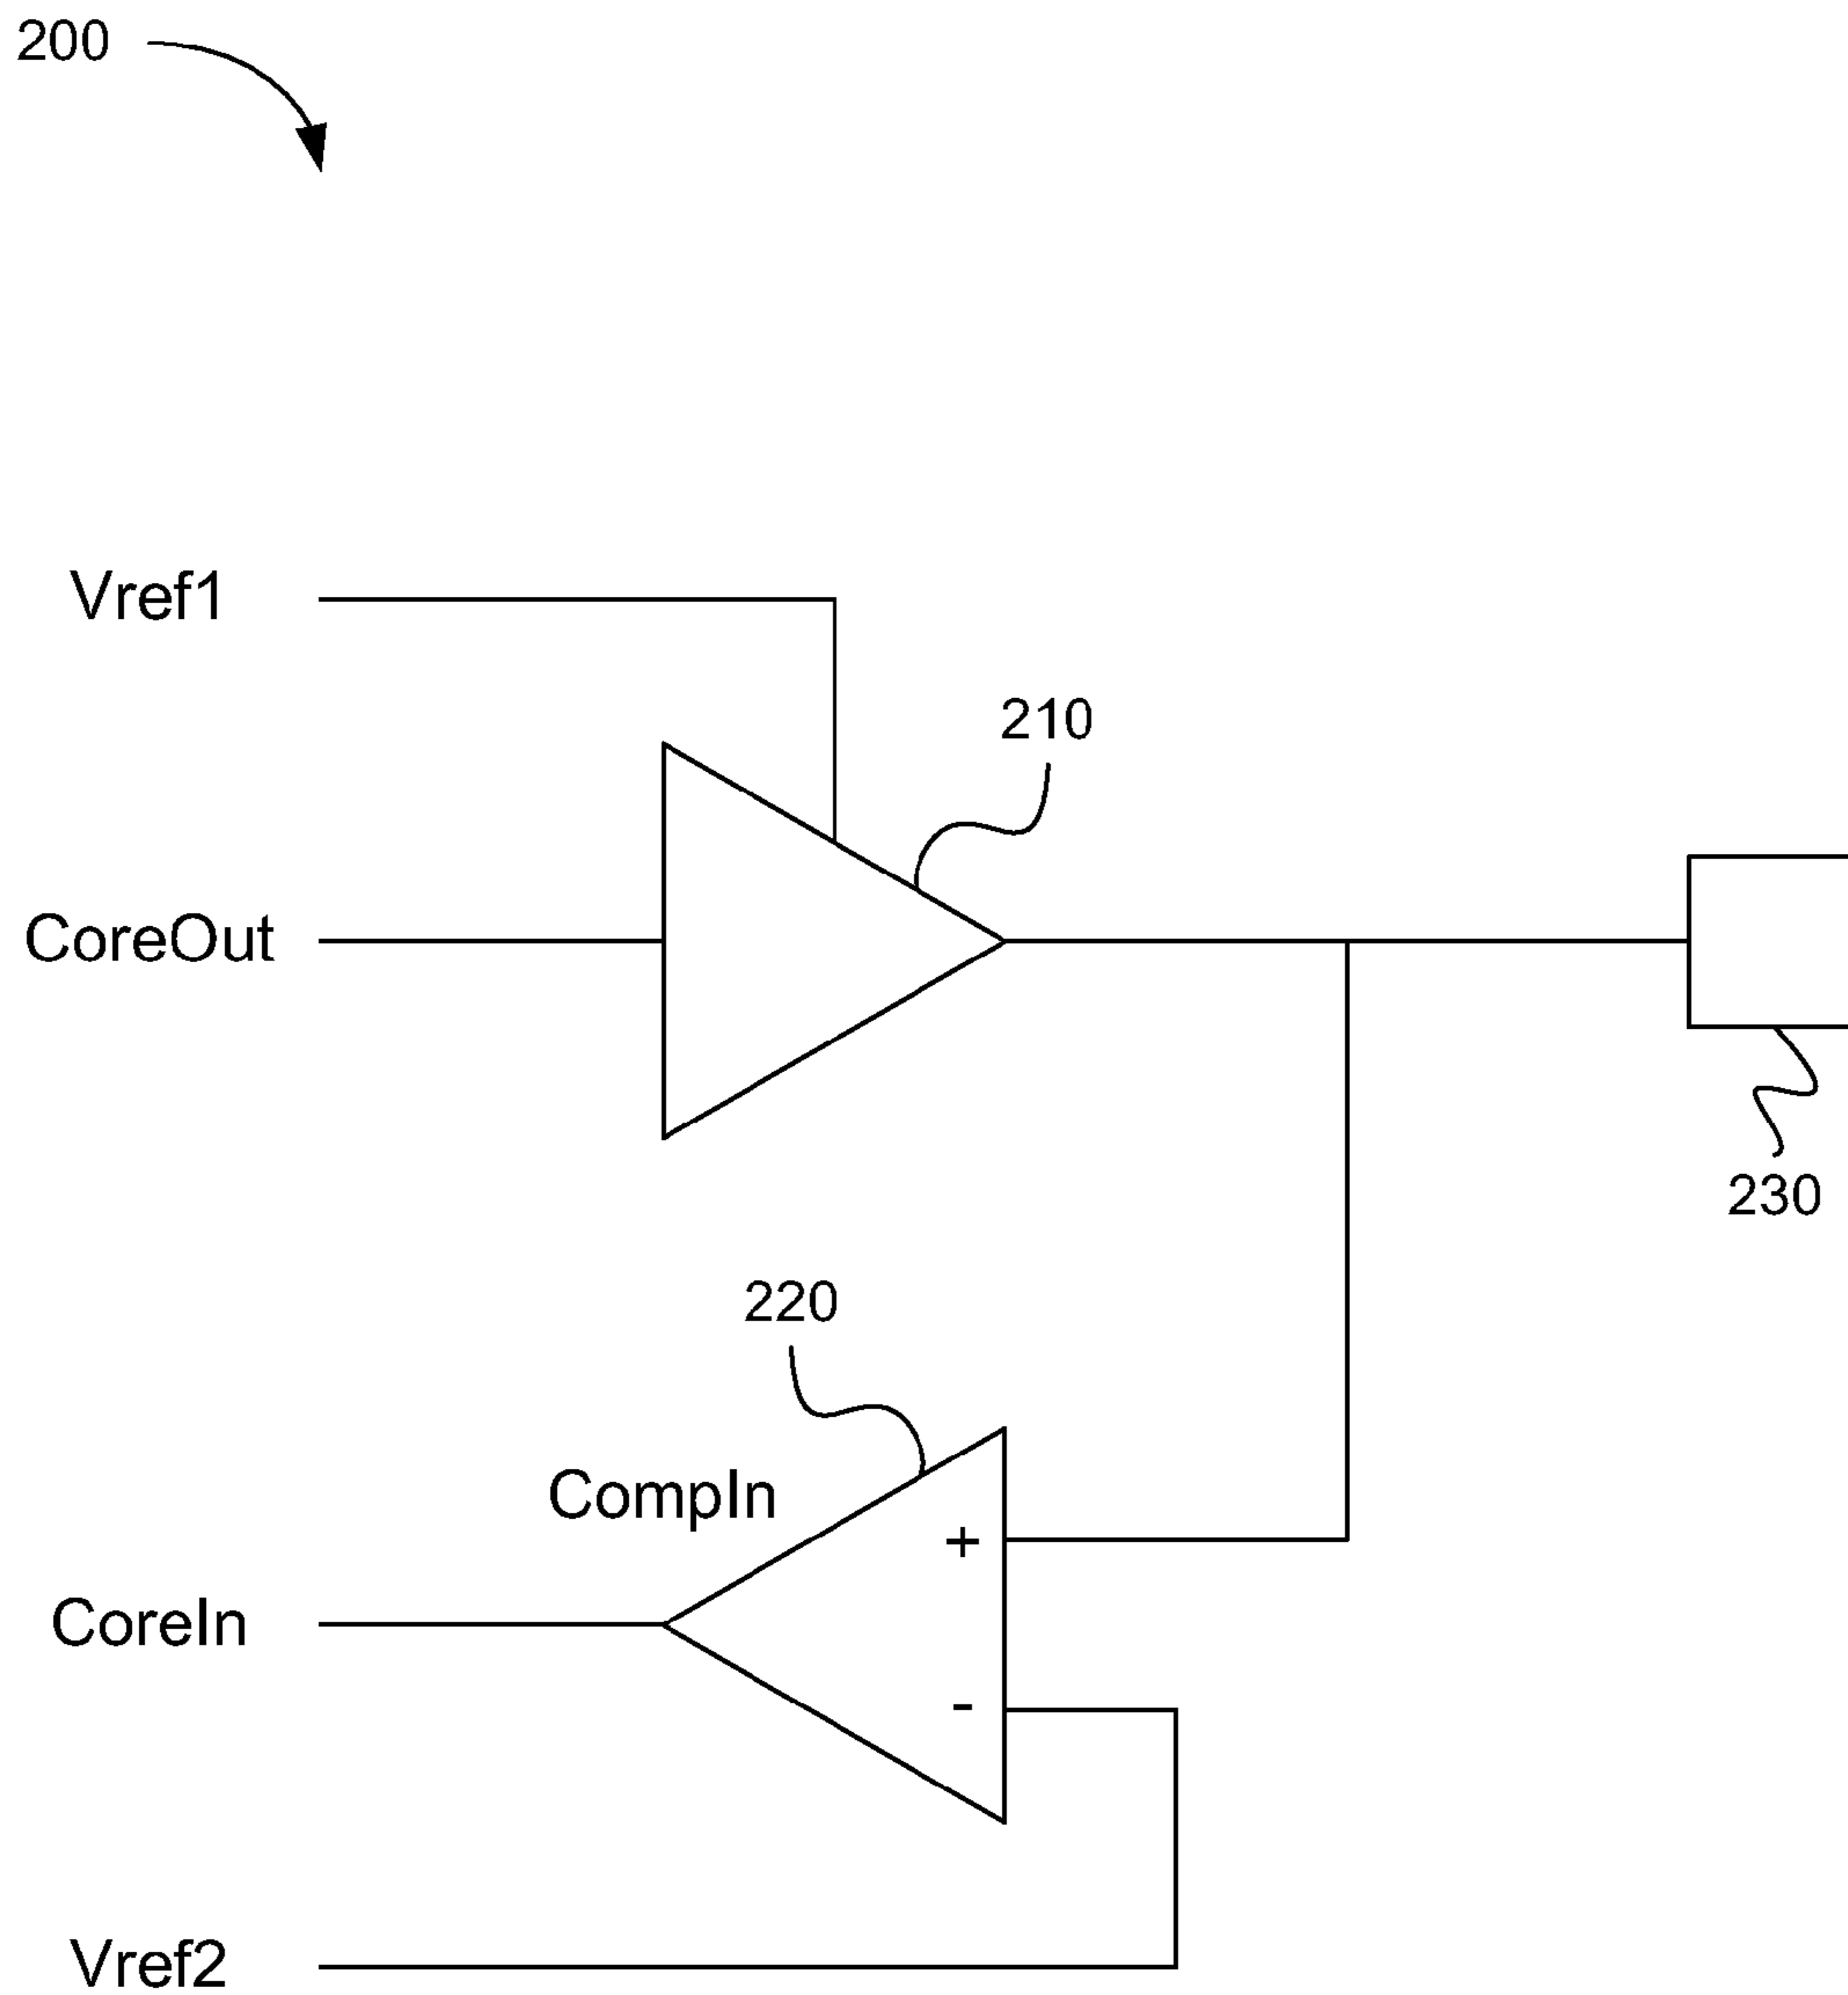 200
Vref1
210
CoreOut
230
220
CompIn
+
CoreIn
-
Vref2